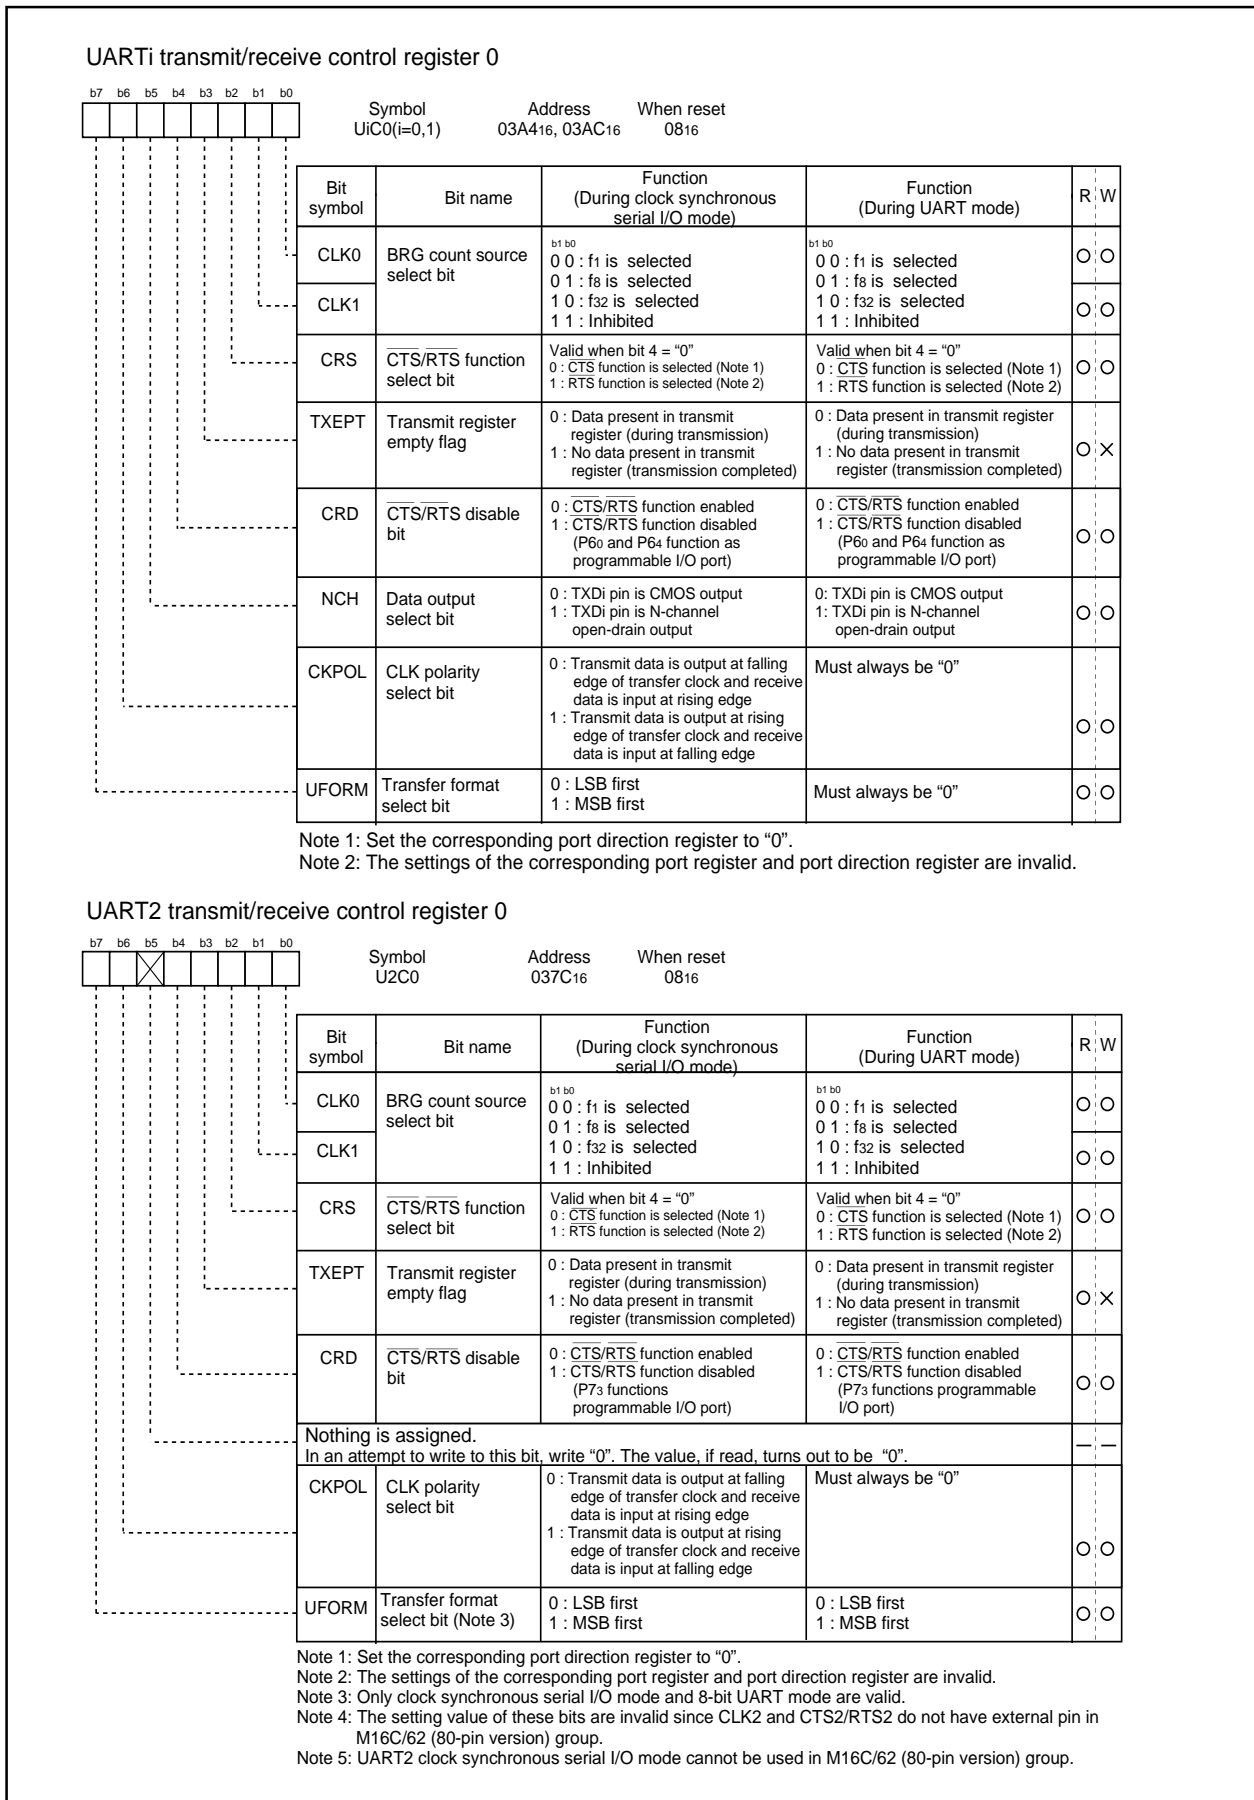 UARTi transmit/receive control register 0
b7 b6 b5 b4 b3 b2 b1 b0
Symbol Address When reset
UiC0(i=0,1) 03A416, 03AC16 0816
Bit symbol Bit name Function (During clock synchronous serial I/O mode) Function (During UART mode) R W
CLK0 BRG count source select bit
CLK1
b1 b0
0 0 : f1 is selected
0 1 : f8 is selected
1 0 : f32 is selected
1 1 : Inhibited
b1 b0
0 0 : f1 is selected
0 1 : f8 is selected
1 0 : f32 is selected
1 1 : Inhibited
CRS CTS/RTS function
select bit
Valid when bit 4 = “0”
0 : CTS function is selected (Note 1)
1 : RTS function is selected (Note 2)
Valid when bit 4 = “0”
0 : CTS function is selected (Note 1)
1 : RTS function is selected (Note 2)
TXEPT Transmit register
empty flag
0 : Data present in transmit
register (during transmission)
1 : No data present in transmit
register (transmission completed)
0 : Data present in transmit register
(during transmission)
1 : No data present in transmit
register (transmission completed)
CRD CTS/RTS disable
bit
0 : CTS/RTS function enabled
1 : CTS/RTS function disabled
(P60 and P64 function as
programmable I/O port)
0 : CTS/RTS function enabled
1 : CTS/RTS function disabled
(P60 and P64 function as
programmable I/O port)
NCH Data output
select bit
0 : TXDi pin is CMOS output
1 : TXDi pin is N-channel
open-drain output
0: TXDi pin is CMOS output
1: TXDi pin is N-channel
open-drain output
CKPOL CLK polarity
select bit
0 : Transmit data is output at falling
edge of transfer clock and receive
data is input at rising edge
1 : Transmit data is output at rising
edge of transfer clock and receive
data is input at falling edge
Must always be “0”
UFORM Transfer format
select bit
0 : LSB first
1 : MSB first
Must always be “0”
Note 1: Set the corresponding port direction register to “0”.
Note 2: The settings of the corresponding port register and port direction register are invalid.
UART2 transmit/receive control register 0
b7 b6 b5 b4 b3 b2 b1 b0
Symbol Address When reset
U2C0 037C16 0816
Bit symbol Bit name Function (During clock synchronous serial I/O mode) Function (During UART mode) R W
CLK0 BRG count source select bit
CLK1
b1 b0
0 0 : f1 is selected
0 1 : f8 is selected
1 0 : f32 is selected
1 1 : Inhibited
b1 b0
0 0 : f1 is selected
0 1 : f8 is selected
1 0 : f32 is selected
1 1 : Inhibited
CRS CTS/RTS function
select bit
Valid when bit 4 = “0”
0 : CTS function is selected (Note 1)
1 : RTS function is selected (Note 2)
Valid when bit 4 = “0”
0 : CTS function is selected (Note 1)
1 : RTS function is selected (Note 2)
TXEPT Transmit register
empty flag
0 : Data present in transmit
register (during transmission)
1 : No data present in transmit
register (transmission completed)
0 : Data present in transmit register
(during transmission)
1 : No data present in transmit
register (transmission completed)
CRD CTS/RTS disable
bit
0 : CTS/RTS function enabled
1 : CTS/RTS function disabled
(P73 functions
programmable I/O port)
0 : CTS/RTS function enabled
1 : CTS/RTS function disabled
(P73 functions programmable
I/O port)
Nothing is assigned.
In an attempt to write to this bit, write “0”. The value, if read, turns out to be “0”.
CKPOL CLK polarity
select bit
0 : Transmit data is output at falling
edge of transfer clock and receive
data is input at rising edge
1 : Transmit data is output at rising
edge of transfer clock and receive
data is input at falling edge
Must always be “0”
UFORM Transfer format
select bit (Note 3)
0 : LSB first
1 : MSB first
0 : LSB first
1 : MSB first
Note 1: Set the corresponding port direction register to “0”.
Note 2: The settings of the corresponding port register and port direction register are invalid.
Note 3: Only clock synchronous serial I/O mode and 8-bit UART mode are valid.
Note 4: The setting value of these bits are invalid since CLK2 and CTS2/RTS2 do not have external pin in
M16C/62 (80-pin version) group.
Note 5: UART2 clock synchronous serial I/O mode cannot be used in M16C/62 (80-pin version) group.